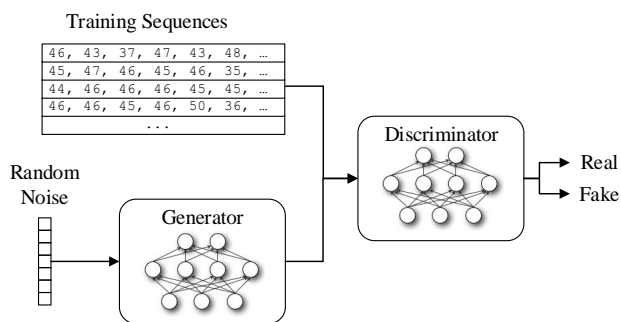 Training Sequences
46, 43, 37, 47, 43, 48, …
45, 47, 46, 45, 46, 35, …
44, 46, 46, 46, 45, 45, …
46, 46, 45, 46, 50, 36, …
...
Discriminator
Real
Fake
Random
Noise
Generator